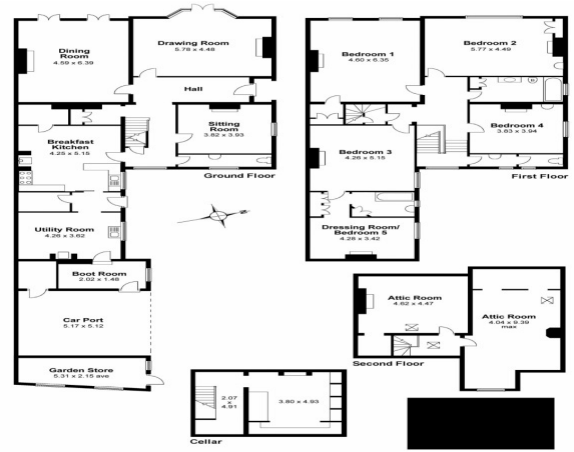 Dining
Room
4.59 x 6.39
Drawing Room
5.78 x 4.48
Hall
Sitting
Room
3.82 x 3.93
Breakfast
Kitchen
4.25 x 5.15
Ground Floor
Utility Room
4.26 x 3.62
Boot Room
2.02 x 1.48
Car Port
5.17 x 5.12
Garden Store
5.31 x 2.15 ave
N
Bedroom 1
4.60 x 6.35
Bedroom 2
5.77 x 4.49
Bedroom 4
3.83 x 3.94
Bedroom 3
4.26 x 5.15
First Floor
Dressing Room/
Bedroom 5
4.28 x 3.42
Attic Room
4.62 x 4.47
Attic Room
4.04 x 9.39
max
Second Floor
2.07
x
4.91
3.80 x 4.93
Cellar